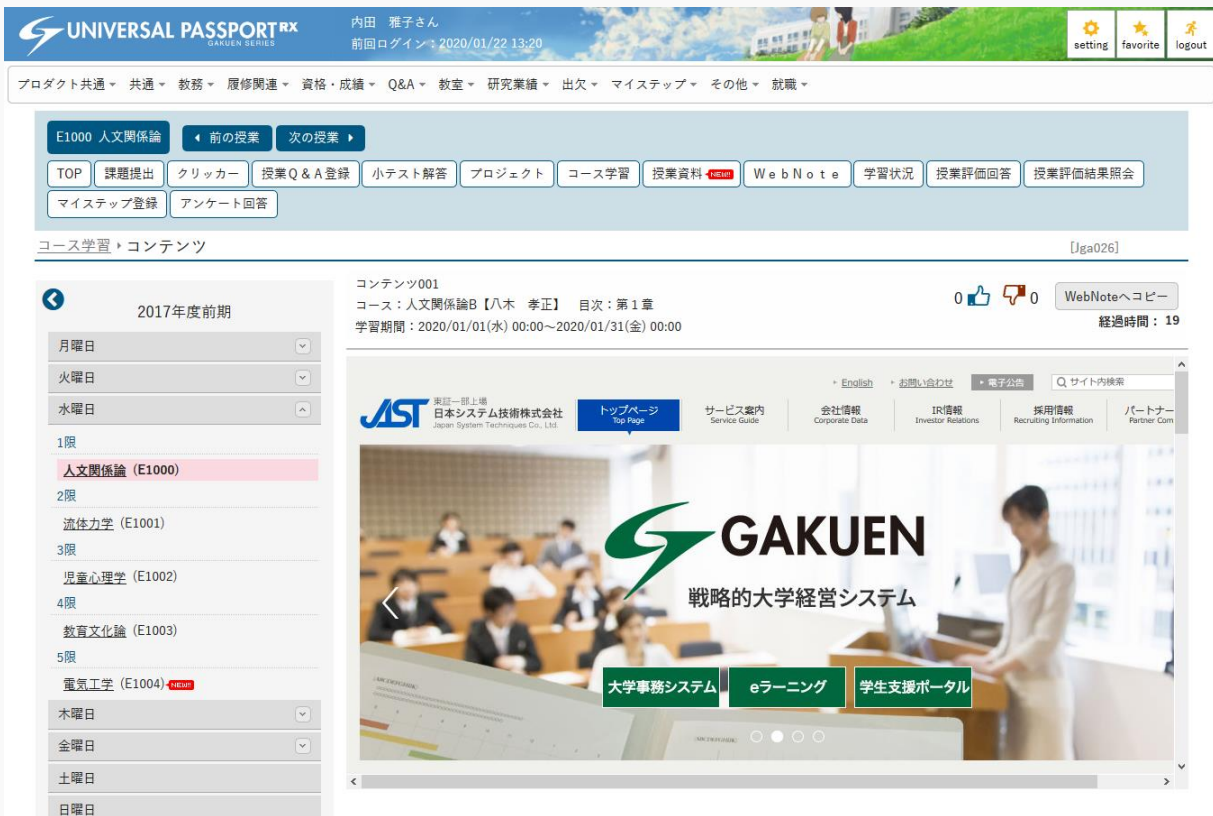 UNIVERSAL PASSPORT RX
GAKUEN SERIES
内田 雅子さん
前回ログイン：2020/01/22 13:20
setting favorite logout
プロダクト共通 共通 教務 履修関連 資格・成績 Q&A 教室 研究業績 出欠 マイステップ その他 就職
E1000 人文関係論 前の授業 次の授業
TOP 課題提出 クリッカー 授業Ｑ＆Ａ登録 小テスト解答 プロジェクト コース学習 授業資料 NEW!! ＷｅｂＮｏｔｅ 学習状況 授業評価回答 授業評価結果照会
マイステップ登録 アンケート回答
コース学習 コンテンツ [Jga026]
2017年度前期
月曜日
火曜日
水曜日
1限
人文関係論 (E1000)
2限
流体力学 (E1001)
3限
児童心理学 (E1002)
4限
教育文化論 (E1003)
5限
電気工学 (E1004) NEW!!
木曜日
金曜日
土曜日
日曜日
コンテンツ001
コース：人文関係論B【八木 孝正】 目次：第１章
学習期間：2020/01/01(水) 00:00～2020/01/31(金) 00:00
0 0 WebNoteへコピー
経過時間： 19
English お問い合わせ 電子公告 サイト内検索
JAST 東証一部上場
日本システム技術株式会社
Japan System Techniques Co., Ltd.
トップページ サービス案内 会社情報 IR情報 採用情報 パートナー
Top Page Service Guide Corporate Data Investor Relations Recruiting Information Partner Com
GAKUEN
戦略的大学経営システム
大学事務システム eラーニング 学生支援ポータル